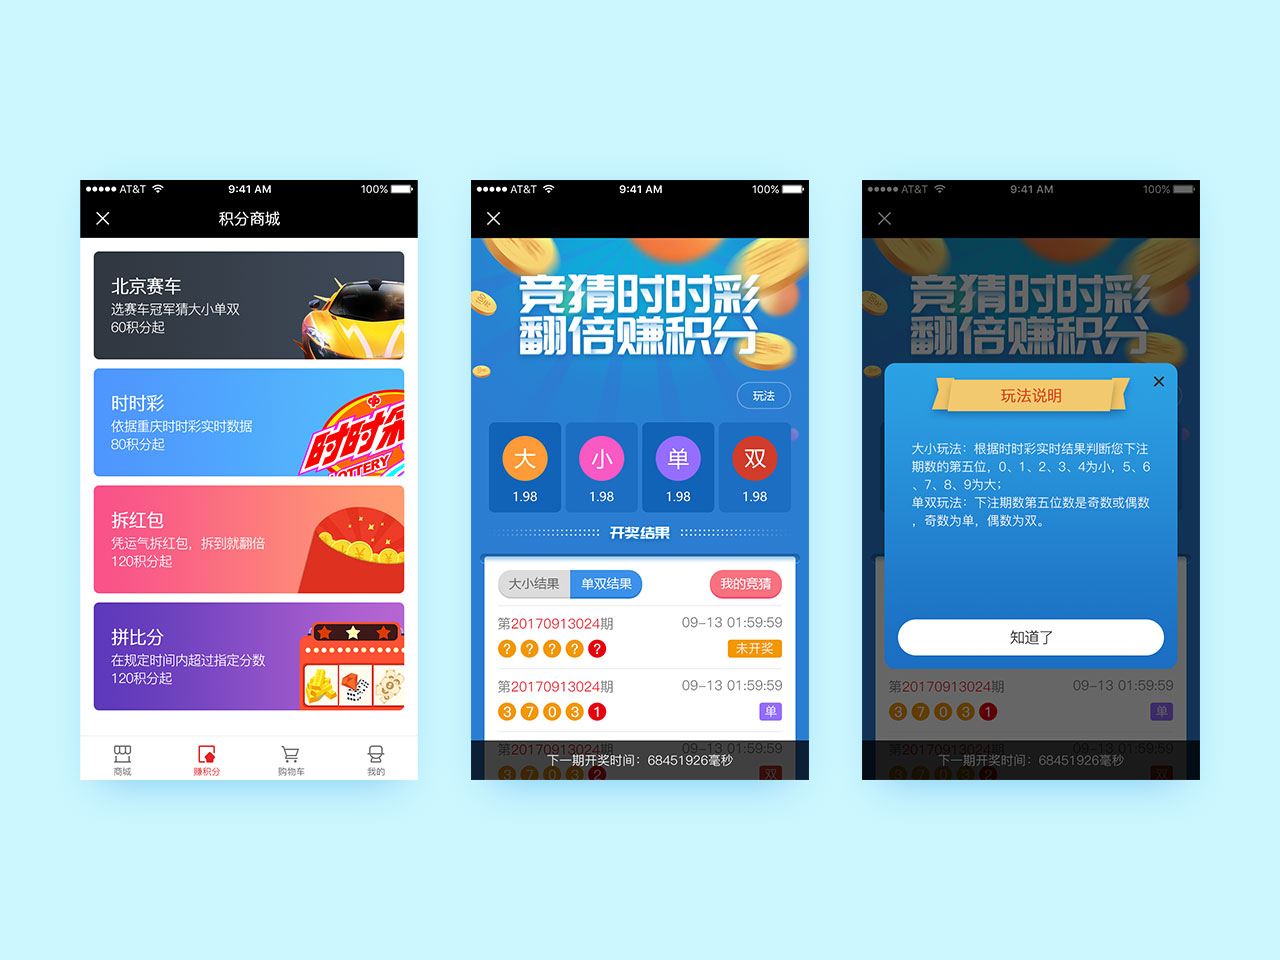 AT&T 9:41 AM 100%
积分商城
北京赛车
选赛车冠军猜大小单双
60积分起
时时彩
依据重庆时时彩实时数据
80积分起
时时彩
LOTTERY
拆红包
凭运气拆红包，拆到就翻倍
120积分起
拼比分
在规定时间内超过指定分数
120积分起
商城 赚积分 购物车 我的
AT&T 9:41 AM 100%
竞猜时时彩
翻倍赚积分
玩法
大 小 单 双
1.98 1.98 1.98 1.98
开奖结果
大小结果 单双结果 我的竞猜
第20170913024期 09-13 01:59:59
? ? ? ? ? 未开奖
第20170913024期 09-13 01:59:59
3 7 0 3 1 单
第20170913024期 09-13 01:59:59
下一期开奖时间：68451926毫秒
3 7 0 3 2 双
AT&T 9:41 AM 100%
竞猜时时彩
翻倍赚积分
玩法说明
大小玩法：根据时时彩实时结果判断您下注
期数的第五位，0、1、2、3、4为小，5、6
、7、8、9为大；
单双玩法：下注期数第五位数是奇数或偶数
，奇数为单，偶数为双。
知道了
第20170913024期 09-13 01:59:59
3 7 0 3 1 单
第20170913024期 09-13 01:59:59
下一期开奖时间：68451926毫秒
3 7 0 3 2 双